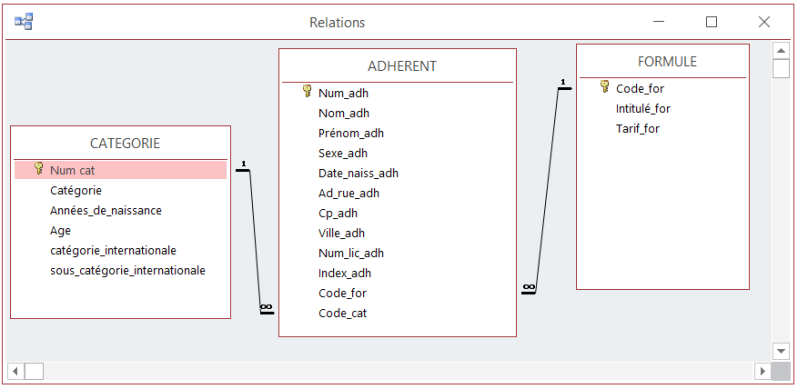 Relations
CATEGORIE
Num cat
Catégorie
Années_de_naissance
Age
catégorie_internationale
sous_catégorie_internationale
1
∞
ADHERENT
Num_adh
Nom_adh
Prénom_adh
Sexe_adh
Date_naiss_adh
Ad_rue_adh
Cp_adh
Ville_adh
Num_lic_adh
Index_adh
Code_for
Code_cat
1
∞
FORMULE
Code_for
Intitulé_for
Tarif_for